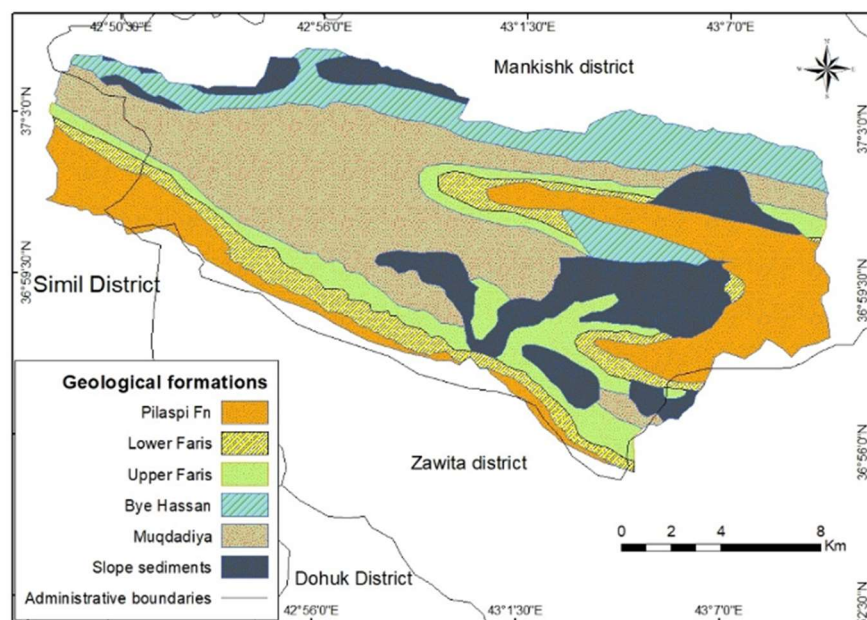 42°50'30"E 42°56'0"E 43°1'30"E 43°7'0"E
Mankishk district
37°3'0"N
37°3'0"N
36°59'30"N
36°59'30"N
Simil District
Geological formations
Pilaspi Fn
Lower Faris
Upper Faris
Bye Hassan
Muqdadiya
Slope sediments
Administrative boundaries
Zawita district
36°56'0"N
0 2 4 8
Km
Dohuk District
2'30"N
42°56'0"E 43°1'30"E 43°7'0"E